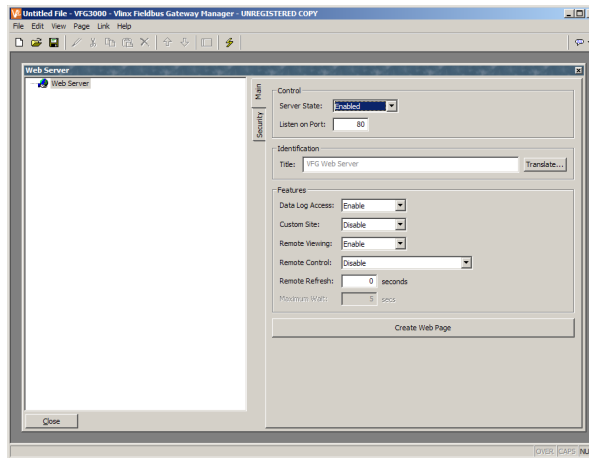 Untitled File - VFG3000 - Vlinx Fieldbus Gateway Manager - UNREGISTERED COPY
File Edit View Page Link Help
Web Server
Web Server
Main
Security
Control
Server State: Enabled
Listen on Port: 80
Identification
Title: VFG Web Server Translate...
Features
Data Log Access: Enable
Custom Site: Disable
Remote Viewing: Enable
Remote Control: Disable
Remote Refresh: 0 seconds
Maximum Wait: 5 secs
Create Web Page
Close
OVER CAPS NU